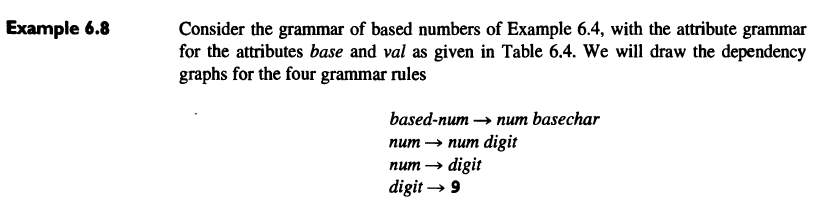 Example 6.8 Consider the grammar of based numbers of Example 6.4, with the attribute grammar
for the attributes base and val as given in Table 6.4. We will draw the dependency
graphs for the four grammar rules
based-num → num basechar
num → num digit
num → digit
digit → 9